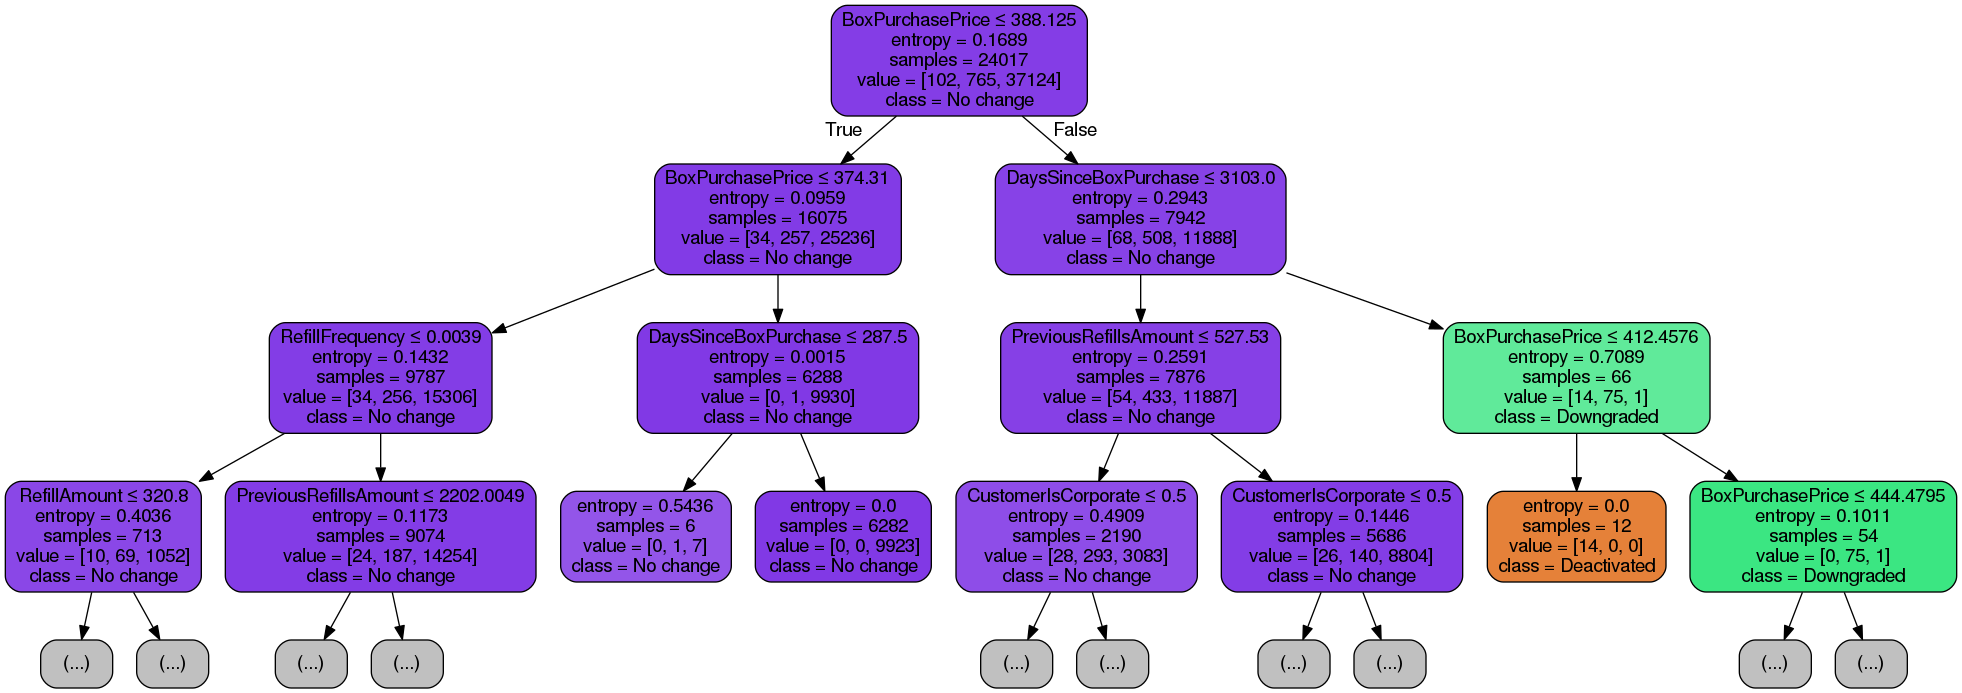 BoxPurchasePrice ≤ 388.125
entropy = 0.1689
samples = 24017
value = [102, 765, 37124]
class = No change
True
False
BoxPurchasePrice ≤ 374.31
entropy = 0.0959
samples = 16075
value = [34, 257, 25236]
class = No change
DaysSinceBoxPurchase ≤ 3103.0
entropy = 0.2943
samples = 7942
value = [68, 508, 11888]
class = No change
RefillFrequency ≤ 0.0039
entropy = 0.1432
samples = 9787
value = [34, 256, 15306]
class = No change
DaysSinceBoxPurchase ≤ 287.5
entropy = 0.0015
samples = 6288
value = [0, 1, 9930]
class = No change
PreviousRefillsAmount ≤ 527.53
entropy = 0.2591
samples = 7876
value = [54, 433, 11887]
class = No change
BoxPurchasePrice ≤ 412.4576
entropy = 0.7089
samples = 66
value = [14, 75, 1]
class = Downgraded
RefillAmount ≤ 320.8
entropy = 0.4036
samples = 713
value = [10, 69, 1052]
class = No change
PreviousRefillsAmount ≤ 2202.0049
entropy = 0.1173
samples = 9074
value = [24, 187, 14254]
class = No change
entropy = 0.5436
samples = 6
value = [0, 1, 7]
class = No change
entropy = 0.0
samples = 6282
value = [0, 0, 9923]
class = No change
CustomerIsCorporate ≤ 0.5
entropy = 0.4909
samples = 2190
value = [28, 293, 3083]
class = No change
CustomerIsCorporate ≤ 0.5
entropy = 0.1446
samples = 5686
value = [26, 140, 8804]
class = No change
entropy = 0.0
samples = 12
value = [14, 0, 0]
class = Deactivated
BoxPurchasePrice ≤ 444.4795
entropy = 0.1011
samples = 54
value = [0, 75, 1]
class = Downgraded
(...)
(...)
(...)
(...)
(...)
(...)
(...)
(...)
(...)
(...)